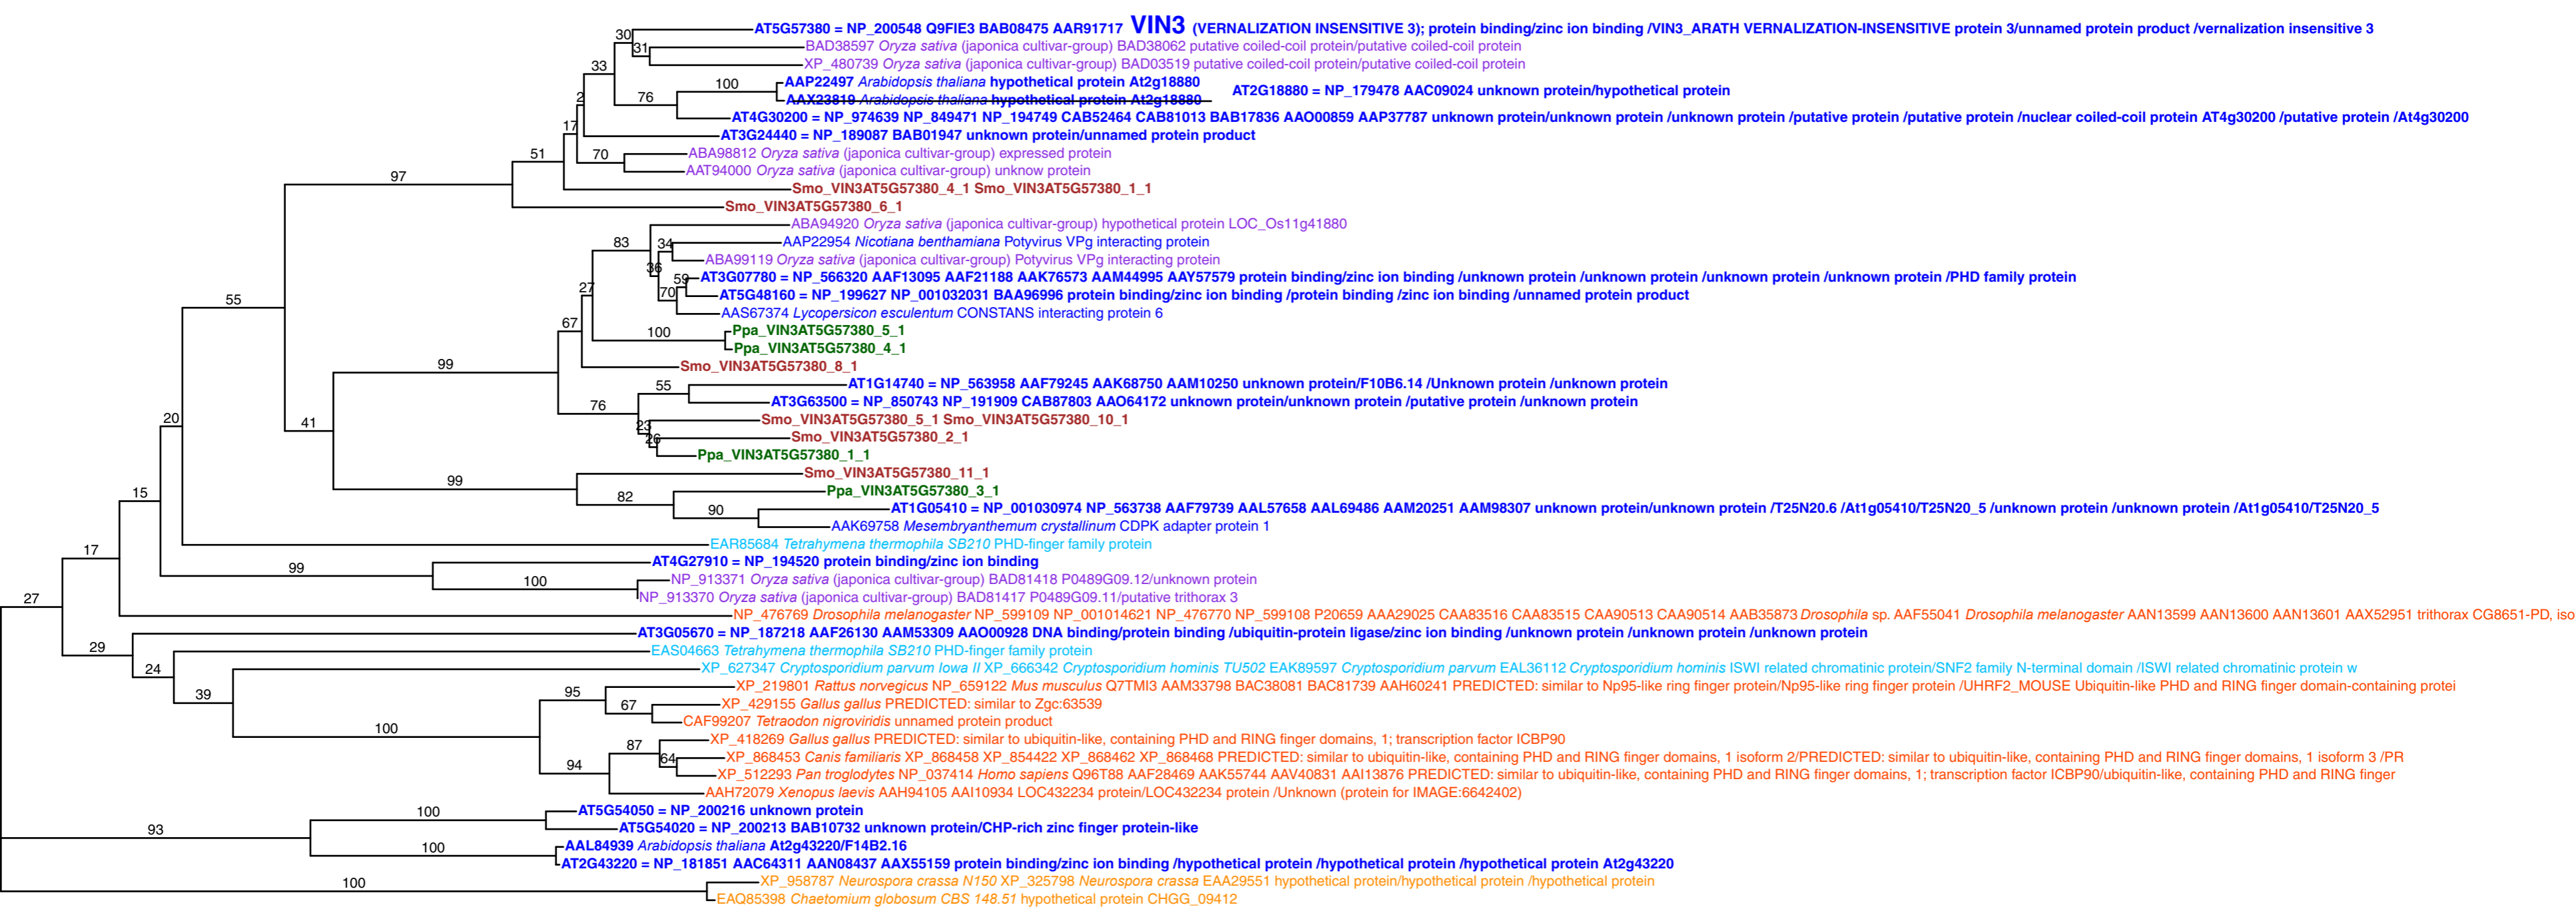 30 AT5G57380 = NP_200548 Q9FIE3 BAB08475 AAR91717 VIN3 (VERNALIZATION INSENSITIVE 3); protein binding/zinc ion binding /VIN3_ARATH VERNALIZATION-INSENSITIVE protein 3/unnamed protein product /vernalization insensitive 3
31 BAD38597 Oryza sativa (japonica cultivar-group) BAD38062 putative coiled-coil protein/putative coiled-coil protein
33 XP_480739 Oryza sativa (japonica cultivar-group) BAD03519 putative coiled-coil protein/putative coiled-coil protein
100 AAP22497 Arabidopsis thaliana hypothetical protein At2g18880
AT2G18880 = NP_179478 AAC09024 unknown protein/hypothetical protein
2 76 AAX23819 Arabidopsis thaliana hypothetical protein At2g18880
AT4G30200 = NP_974639 NP_849471 NP_194749 CAB52464 CAB81013 BAB17836 AAO00859 AAP37787 unknown protein/unknown protein /unknown protein /putative protein /putative protein /nuclear coiled-coil protein AT4g30200 /putative protein /At4g30200
17 AT3G24440 = NP_189087 BAB01947 unknown protein/unnamed protein product
51 70 ABA98812 Oryza sativa (japonica cultivar-group) expressed protein
AAT94000 Oryza sativa (japonica cultivar-group) unknow protein
97 Smo_VIN3AT5G57380_4_1 Smo_VIN3AT5G57380_1_1
Smo_VIN3AT5G57380_6_1
ABA94920 Oryza sativa (japonica cultivar-group) hypothetical protein LOC_Os11g41880
83 34 AAP22954 Nicotiana benthamiana Potyvirus VPg interacting protein
36 ABA99119 Oryza sativa (japonica cultivar-group) Potyvirus VPg interacting protein
59 AT3G07780 = NP_566320 AAF13095 AAF21188 AAK76573 AAM44995 AAY57579 protein binding/zinc ion binding /unknown protein /unknown protein /unknown protein /unknown protein /PHD family protein
27 70 AT5G48160 = NP_199627 NP_001032031 BAA96996 protein binding/zinc ion binding /protein binding /zinc ion binding /unnamed protein product
55 AAS67374 Lycopersicon esculentum CONSTANS interacting protein 6
67 100 Ppa_VIN3AT5G57380_5_1
Ppa_VIN3AT5G57380_4_1
99 Smo_VIN3AT5G57380_8_1
55 AT1G14740 = NP_563958 AAF79245 AAK68750 AAM10250 unknown protein/F10B6.14 /Unknown protein /unknown protein
76 AT3G63500 = NP_850743 NP_191909 CAB87803 AAO64172 unknown protein/unknown protein /putative protein /unknown protein
20 41 23 Smo_VIN3AT5G57380_5_1 Smo_VIN3AT5G57380_10_1
26 Smo_VIN3AT5G57380_2_1
Ppa_VIN3AT5G57380_1_1
99 Smo_VIN3AT5G57380_11_1
15 82 Ppa_VIN3AT5G57380_3_1
90 AT1G05410 = NP_001030974 NP_563738 AAF79739 AAL57658 AAL69486 AAM20251 AAM98307 unknown protein/unknown protein /T25N20.6 /At1g05410/T25N20_5 /unknown protein /unknown protein /At1g05410/T25N20_5
AAK69758 Mesembryanthemum crystallinum CDPK adapter protein 1
17 EAR85684 Tetrahymena thermophila SB210 PHD-finger family protein
99 AT4G27910 = NP_194520 protein binding/zinc ion binding
100 NP_913371 Oryza sativa (japonica cultivar-group) BAD81418 P0489G09.12/unknown protein
27 NP_913370 Oryza sativa (japonica cultivar-group) BAD81417 P0489G09.11/putative trithorax 3
NP_476769 Drosophila melanogaster NP_599109 NP_001014621 NP_476770 NP_599108 P20659 AAA29025 CAA83516 CAA83515 CAA90513 CAA90514 AAB35873 Drosophila sp. AAF55041 Drosophila melanogaster AAN13599 AAN13600 AAN13601 AAX52951 trithorax CG8651-PD, iso
AT3G05670 = NP_187218 AAF26130 AAM53309 AAO00928 DNA binding/protein binding /ubiquitin-protein ligase/zinc ion binding /unknown protein /unknown protein /unknown protein
29 EAS04663 Tetrahymena thermophila SB210 PHD-finger family protein
24 XP_627347 Cryptosporidium parvum Iowa II XP_666342 Cryptosporidium hominis TU502 EAK89597 Cryptosporidium parvum EAL36112 Cryptosporidium hominis ISWI related chromatinic protein/SNF2 family N-terminal domain /ISWI related chromatinic protein w
39 95 XP_219801 Rattus norvegicus NP_659122 Mus musculus Q7TMI3 AAM33798 BAC38081 BAC81739 AAH60241 PREDICTED: similar to Np95-like ring finger protein/Np95-like ring finger protein /UHRF2_MOUSE Ubiquitin-like PHD and RING finger domain-containing protei
67 XP_429155 Gallus gallus PREDICTED: similar to Zgc:63539
100 CAF99207 Tetraodon nigroviridis unnamed protein product
87 XP_418269 Gallus gallus PREDICTED: similar to ubiquitin-like, containing PHD and RING finger domains, 1; transcription factor ICBP90
64 XP_868453 Canis familiaris XP_868458 XP_854422 XP_868462 XP_868468 PREDICTED: similar to ubiquitin-like, containing PHD and RING finger domains, 1 isoform 2/PREDICTED: similar to ubiquitin-like, containing PHD and RING finger domains, 1 isoform 3 /PR
94 XP_512293 Pan troglodytes NP_037414 Homo sapiens Q96T88 AAF28469 AAK55744 AAV40831 AAI13876 PREDICTED: similar to ubiquitin-like, containing PHD and RING finger domains, 1; transcription factor ICBP90/ubiquitin-like, containing PHD and RING finger
AAH72079 Xenopus laevis AAH94105 AAI10934 LOC432234 protein/LOC432234 protein /Unknown (protein for IMAGE:6642402)
100 AT5G54050 = NP_200216 unknown protein
93 AT5G54020 = NP_200213 BAB10732 unknown protein/CHP-rich zinc finger protein-like
100 AAL84939 Arabidopsis thaliana At2g43220/F14B2.16
AT2G43220 = NP_181851 AAC64311 AAN08437 AAX55159 protein binding/zinc ion binding /hypothetical protein /hypothetical protein /hypothetical protein At2g43220
100 XP_958787 Neurospora crassa N150 XP_325798 Neurospora crassa EAA29551 hypothetical protein/hypothetical protein /hypothetical protein
EAQ85398 Chaetomium globosum CBS 148.51 hypothetical protein CHGG_09412